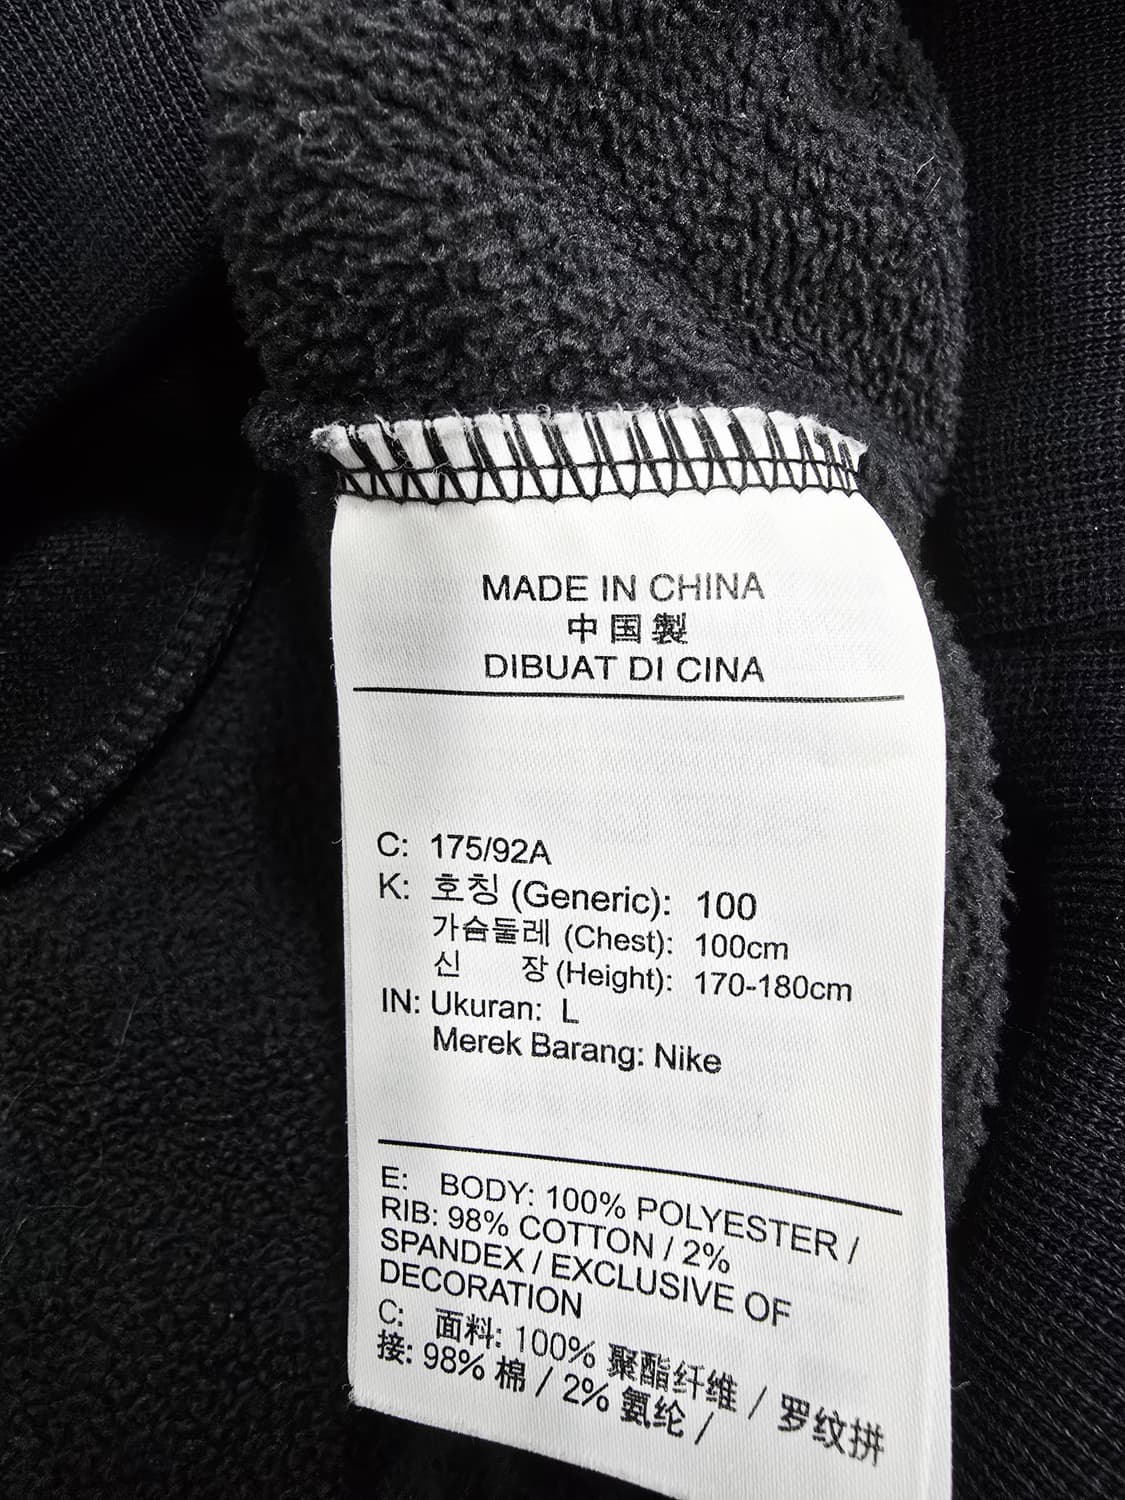 MADE IN CHINA
中国製
DIBUAT DI CINA
C: 175/92A
K: 호칭 (Generic): 100
가슴둘레 (Chest): 100cm
신 장 (Height): 170-180cm
IN: Ukuran: L
Merek Barang: Nike
E: BODY: 100% POLYESTER /
RIB: 98% COTTON / 2%
SPANDEX / EXCLUSIVE OF
DECORATION
C: 面料: 100% 聚酯纤维 / 罗纹拼
接: 98% 棉 / 2% 氨纶 /